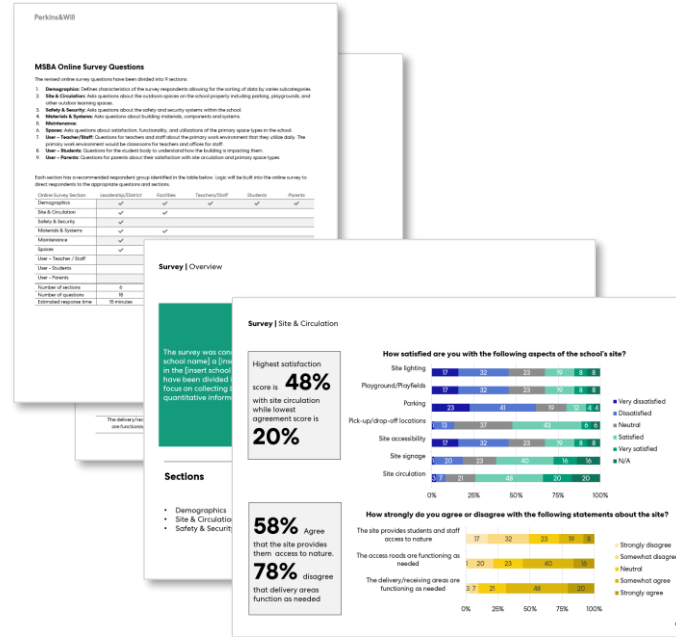 Perkins&Will
MSBA Online Survey Questions
The revised online survey questions have been divided into 9 sections:
1. Demographics: Defines characteristics of the survey respondents allowing for the sorting of data by varies subcategories.
2. Site & Circulation: Asks questions about the outdoor spaces on the school property including parking, playgrounds, and
other outdoor learning spaces.
3. Safety & Security: Asks questions about the safety and security systems within the school.
4. Materials & Systems: Asks questions about building materials, components and systems.
5. Maintenance:
6. Spaces: Asks questions about satisfaction, functionality, and utilizations of the primary space types in the school.
7. User – Teacher/Staff: Questions for teachers and staff about the primary work environment that they utilize daily. The
primary work environment would be classrooms for teachers and offices for staff.
8. User – Students: Questions for the student body to understand how the building is impacting them.
9. User – Parents: Questions for parents about their satisfaction with site circulation and primary space types.
Each section has a recommended respondent group identified in the table below. Logic will be built into the online survey to
direct respondents to the appropriate questions and sections.
Online Survey Section Leadership/District Facilities Teachers/Staff Students Parents
Demographics ✓ ✓ ✓ ✓ ✓
Site & Circulation ✓ ✓
Safety & Security ✓
Materials & Systems ✓ ✓
Maintenance ✓
Spaces ✓
User – Teacher / Staff
User – Students
User – Parents
Number of sections 6
Number of questions 18
Estimated response time 15 minutes
The delivery/rec
are functioning
Survey | Overview
The survey was con
school name] a [ins
in the [insert school
have been divided i
focus on collecting
quantitative inform
Sections
• Demographics
• Site & Circulatio
• Safety & Securit
Survey | Site & Circulation
Highest satisfaction
score is 48%
with site circulation
while lowest
agreement score is
20%
How satisfied are you with the following aspects of the school's site?
Site lighting 17 32 23 19 8 8
Playground/Playfields 17 32 23 19 8 8
Parking 23 41 19 12 4 4
Pick-up/drop-off locations 1 13 37 43 6 6
Site accessibility 17 32 23 19 8 8
Site signage 1 20 23 40 16 16
Site circulation 3 7 21 48 20 20
0% 25% 50% 75% 100%
Very dissatisfied
Dissatisfied
Neutral
Satisfied
Very satisfied
N/A
58% Agree
that the site provides
them access to nature.
78% disagree
that delivery areas
function as needed
How strongly do you agree or disagree with the following statements about the site?
The site provides students and staff
access to nature 17 32 23 19 8
The access roads are functioning as
needed 1 20 23 40 16
The delivery/receiving areas are
functioning as needed 3 7 21 48 20
0% 25% 50% 75% 100%
Strongly disagree
Somewhat disagree
Neutral
Somewhat agree
Strongly agree